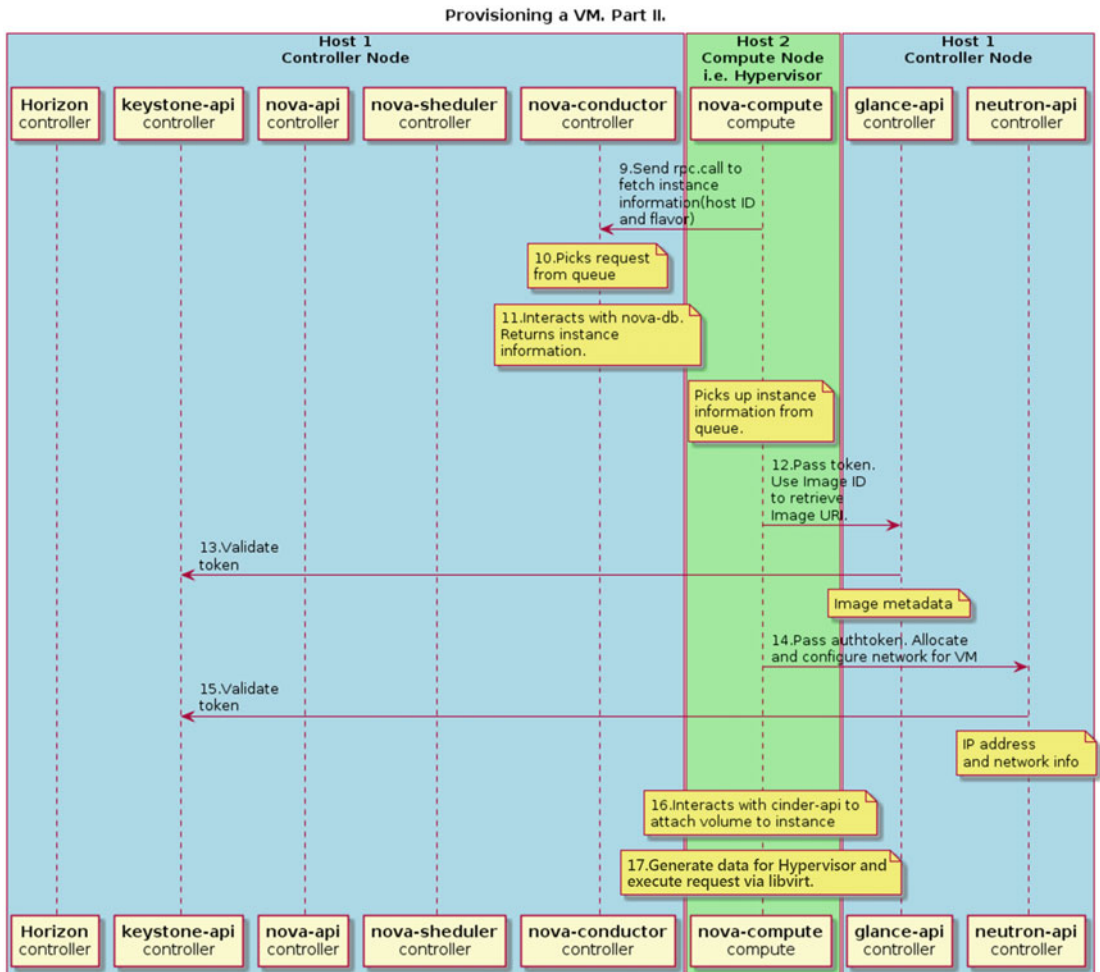 Provisioning a VM. Part II.
Host 1
Controller Node
Host 2
Compute Node
i.e. Hypervisor
Host 1
Controller Node
Horizon
controller
keystone-api
controller
nova-api
controller
nova-sheduler
controller
nova-conductor
controller
nova-compute
compute
glance-api
controller
neutron-api
controller
9.Send rpc.call to
fetch instance
information(host ID
and flavor)
10.Picks request
from queue
11.Interacts with nova-db.
Returns instance
information.
Picks up instance
information from
queue.
12.Pass token.
Use Image ID
to retrieve
Image URI.
13.Validate
token
Image metadata
14.Pass authtoken. Allocate
and configure network for VM
15.Validate
token
IP address
and network info
16.Interacts with cinder-api to
attach volume to instance
17.Generate data for Hypervisor and
execute request via libvirt.
Horizon
controller
keystone-api
controller
nova-api
controller
nova-sheduler
controller
nova-conductor
controller
nova-compute
compute
glance-api
controller
neutron-api
controller